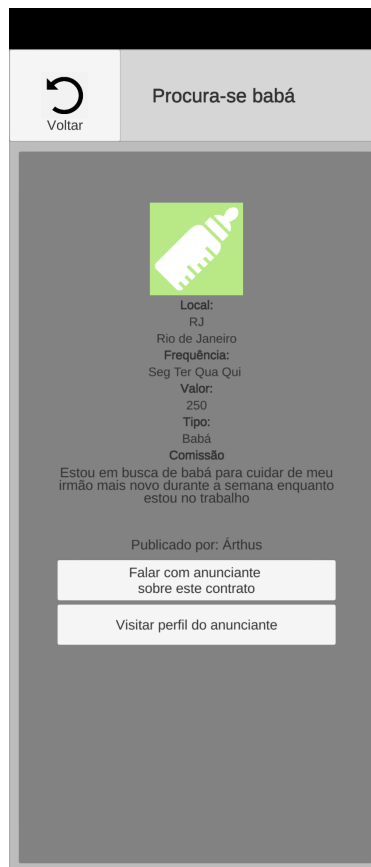 Voltar
Procura-se babá
Local:
RJ
Rio de Janeiro
Frequência:
Seg Ter Qua Qui
Valor:
250
Tipo:
Babá
Comissão
Estou em busca de babá para cuidar de meu
irmão mais novo durante a semana enquanto
estou no trabalho
Publicado por: Árthus
Falar com anunciante
sobre este contrato
Visitar perfil do anunciante